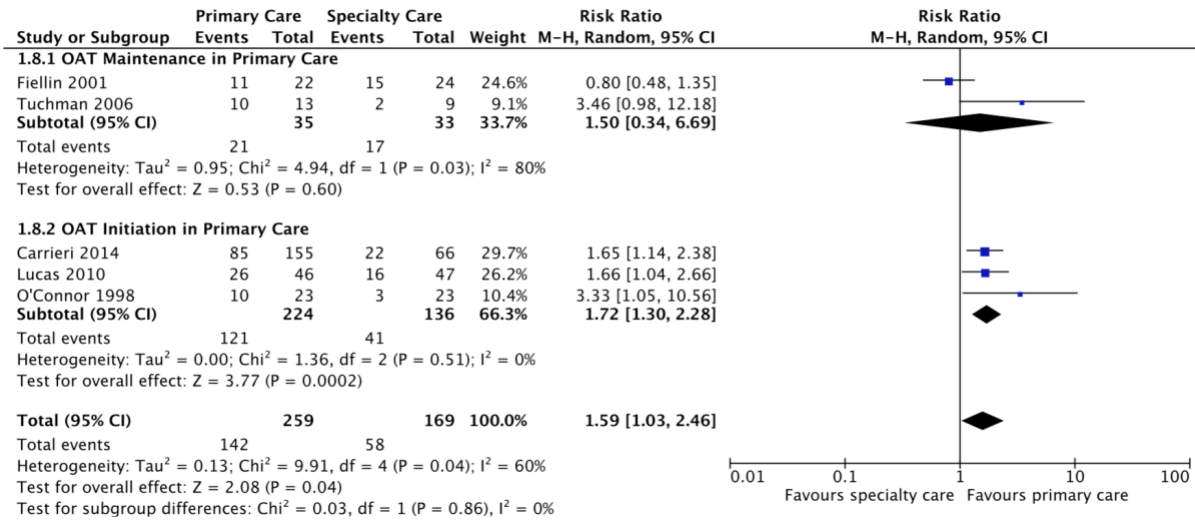 Primary Care Specialty Care Risk Ratio Risk Ratio
Study or Subgroup Events Total Events Total Weight M-H, Random, 95% CI M-H, Random, 95% CI
1.8.1 OAT Maintenance in Primary Care
Fiellin 2001 11 22 15 24 24.6% 0.80 [0.48, 1.35]
Tuchman 2006 10 13 2 9 9.1% 3.46 [0.98, 12.18]
Subtotal (95% CI) 35 33 33.7% 1.50 [0.34, 6.69]
Total events 21 17
Heterogeneity: Tau² = 0.95; Chi² = 4.94, df = 1 (P = 0.03); I² = 80%
Test for overall effect: Z = 0.53 (P = 0.60)
1.8.2 OAT Initiation in Primary Care
Carrieri 2014 85 155 22 66 29.7% 1.65 [1.14, 2.38]
Lucas 2010 26 46 16 47 26.2% 1.66 [1.04, 2.66]
O'Connor 1998 10 23 3 23 10.4% 3.33 [1.05, 10.56]
Subtotal (95% CI) 224 136 66.3% 1.72 [1.30, 2.28]
Total events 121 41
Heterogeneity: Tau² = 0.00; Chi² = 1.36, df = 2 (P = 0.51); I² = 0%
Test for overall effect: Z = 3.77 (P = 0.0002)
Total (95% CI) 259 169 100.0% 1.59 [1.03, 2.46]
Total events 142 58
Heterogeneity: Tau² = 0.13; Chi² = 9.91, df = 4 (P = 0.04); I² = 60%
Test for overall effect: Z = 2.08 (P = 0.04)
Test for subgroup differences: Chi² = 0.03, df = 1 (P = 0.86), I² = 0%
0.01 0.1 1 10 100
Favours specialty care Favours primary care